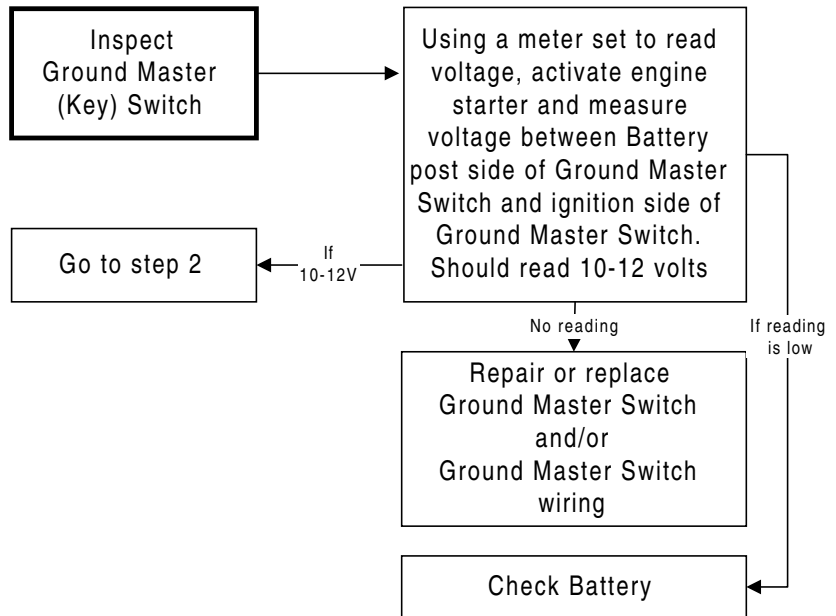 Inspect
Ground Master
(Key) Switch
Using a meter set to read
voltage, activate engine
starter and measure
voltage between Battery
post side of Ground Master
Switch and ignition side of
Ground Master Switch.
Should read 10-12 volts
If
10-12V
Go to step 2
No reading
If reading
is low
Repair or replace
Ground Master Switch
and/or
Ground Master Switch
wiring
Check Battery